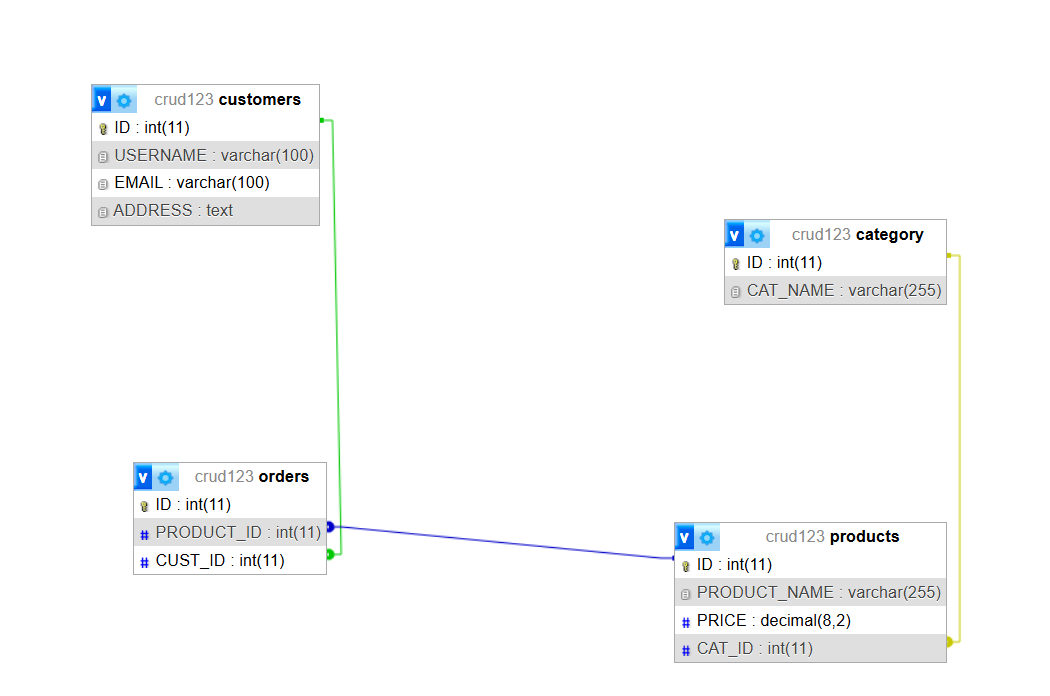 v crud123 customers
ID : int(11)
USERNAME : varchar(100)
EMAIL : varchar(100)
ADDRESS : text
v crud123 category
ID : int(11)
CAT_NAME : varchar(255)
v crud123 orders
ID : int(11)
# PRODUCT_ID : int(11)
# CUST_ID : int(11)
v crud123 products
ID : int(11)
PRODUCT_NAME : varchar(255)
# PRICE : decimal(8,2)
# CAT_ID : int(11)